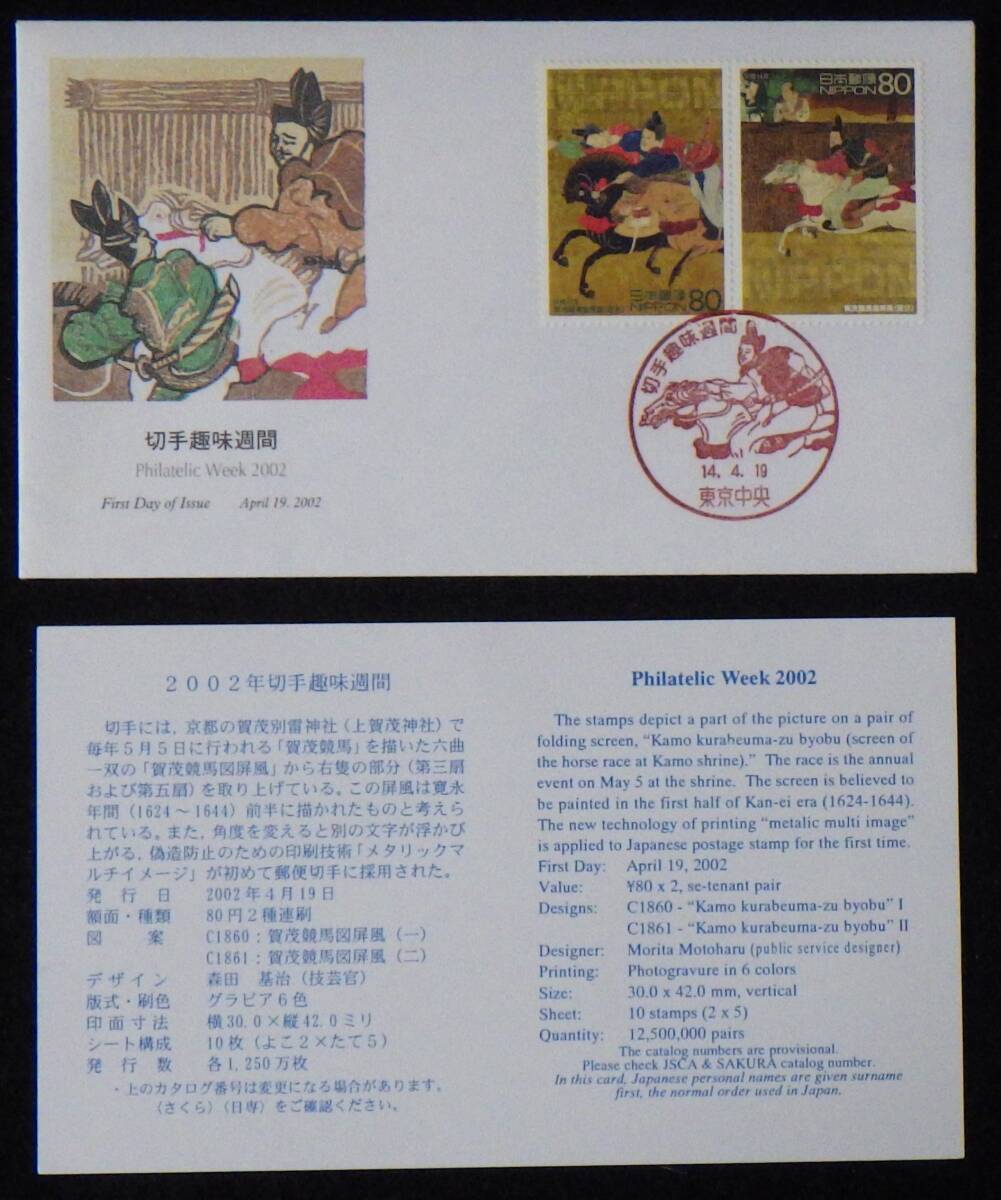 切手趣味週間
Philatelic Week 2002
First Day of Issue April 19. 2002
NIPPON
日本郵便
NIPPON 80
日本郵便
NIPPON 80
NIPPON
切手趣味週間
14. 4. 19
東京中央
2002年切手趣味週間
切手には,京都の賀茂別雷神社(上賀茂神社)で
毎年5月5日に行われる「賀茂競馬」を描いた六曲
一双の「賀茂競馬図屏風」から右隻の部分(第三扇
および第五扇)を取り上げている。この屏風は寛永
年間(1624~1644)前半に描かれたものと考えら
れている。また,角度を変えると別の文字が浮かび
上がる,偽造防止のための印刷技術「メタリックマ
ルチイメージ」が初めて郵便切手に採用された。
発行日 2002年4月19日
額面・種類 80円2種連刷
図案 C1860:賀茂競馬図屏風(一)
C1861:賀茂競馬図屏風(二)
デザイン 森田 基治(技芸官)
版式・刷色 グラビア6色
印面寸法 横30.0×縦42.0ミリ
シート構成 10枚(よこ2×たて5)
発行数 各1,250万枚
・上のカタログ番号は変更になる場合があります。
(さくら)(日専)をご確認ください。
Philatelic Week 2002
The stamps depict a part of the picture on a pair of
folding screen, “Kamo kurabeuma-zu byobu (screen of
the horse race at Kamo shrine).” The race is the annual
event on May 5 at the shrine. The screen is believed to
be painted in the first half of Kan-ei era (1624-1644).
The new technology of printing “metalic multi image”
is applied to Japanese postage stamp for the first time.
First Day: April 19, 2002
Value: ¥80 x 2, se-tenant pair
Designs: C1860 - “Kamo kurabeuma-zu byobu” I
C1861 - “Kamo kurabeuma-zu byobu” II
Designer: Morita Motoharu (public service designer)
Printing: Photogravure in 6 colors
Size: 30.0 x 42.0 mm, vertical
Sheet: 10 stamps (2 x 5)
Quantity: 12,500,000 pairs
The catalog numbers are provisional.
Please check JSCA & SAKURA catalog number.
In this card, Japanese personal names are given surname
first, the normal order used in Japan.